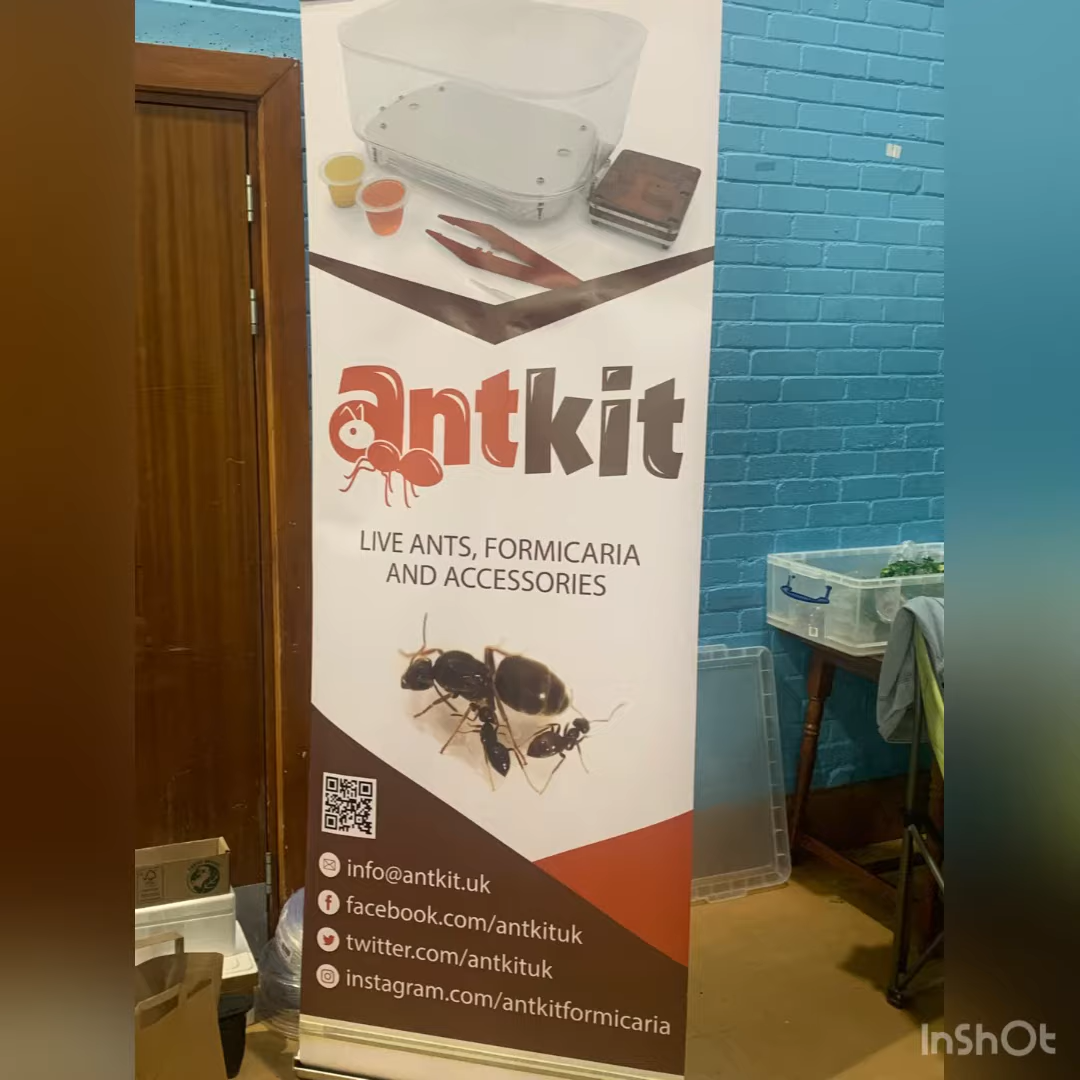 antkit
LIVE ANTS, FORMICARIA
AND ACCESSORIES
info@antkit.uk
facebook.com/antkituk
twitter.com/antkituk
instagram.com/antkitformicaria
FSC
InShOt